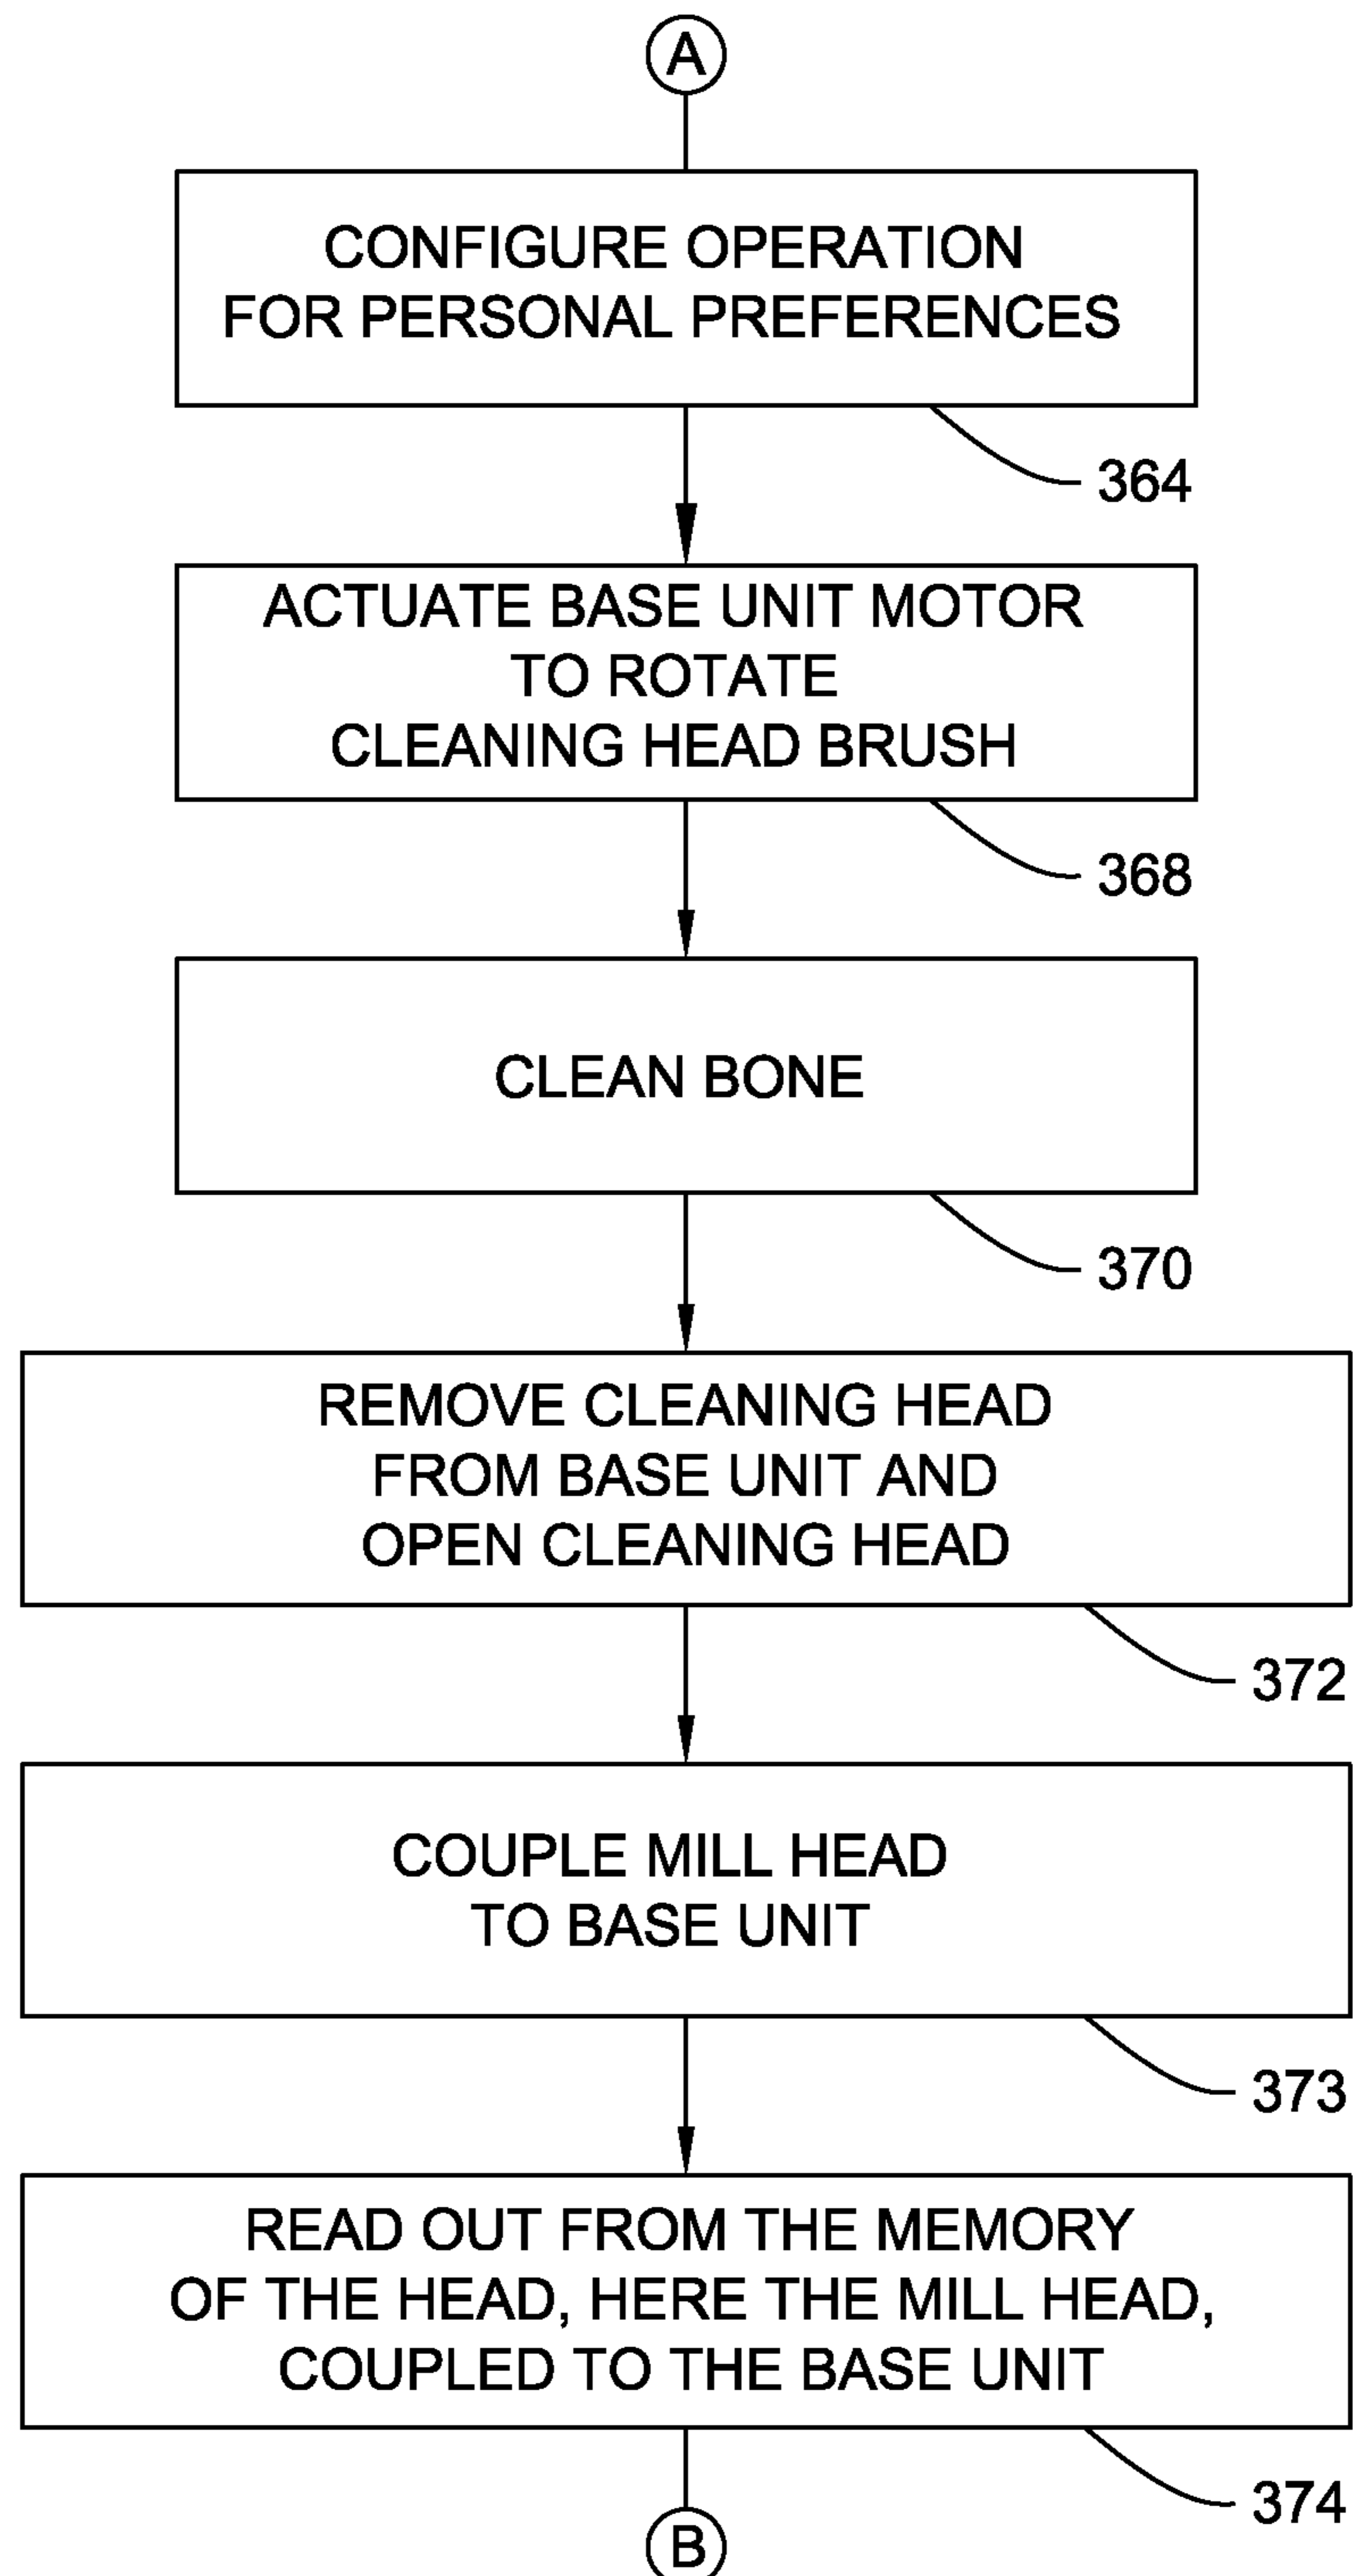 A
CONFIGURE OPERATION
FOR PERSONAL PREFERENCES
364
ACTUATE BASE UNIT MOTOR
TO ROTATE
CLEANING HEAD BRUSH
368
CLEAN BONE
370
REMOVE CLEANING HEAD
FROM BASE UNIT AND
OPEN CLEANING HEAD
372
COUPLE MILL HEAD
TO BASE UNIT
373
READ OUT FROM THE MEMORY
OF THE HEAD, HERE THE MILL HEAD,
COUPLED TO THE BASE UNIT
374
B